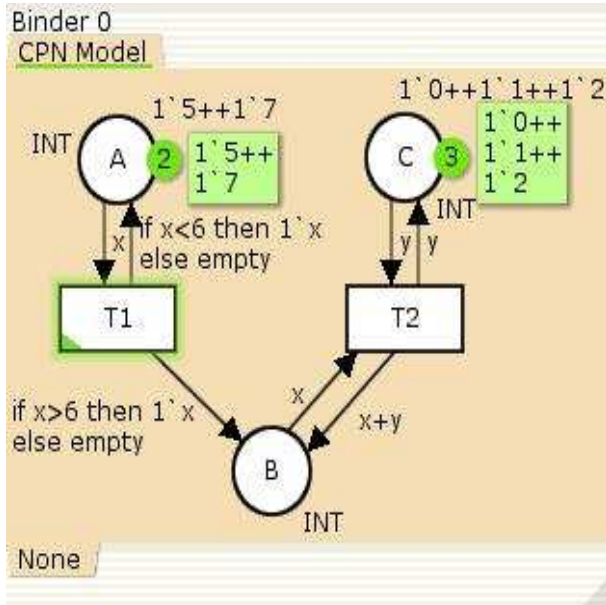 Binder 0
CPN Model
1`5++1`7
1`0++1`1++1`2
INT
A
2
1`5++
1`7
C
3
1`0++
1`1++
1`2
INT
x
if x<6 then 1`x
else empty
y
y
T1
T2
if x>6 then 1`x
else empty
x
x+y
B
INT
None